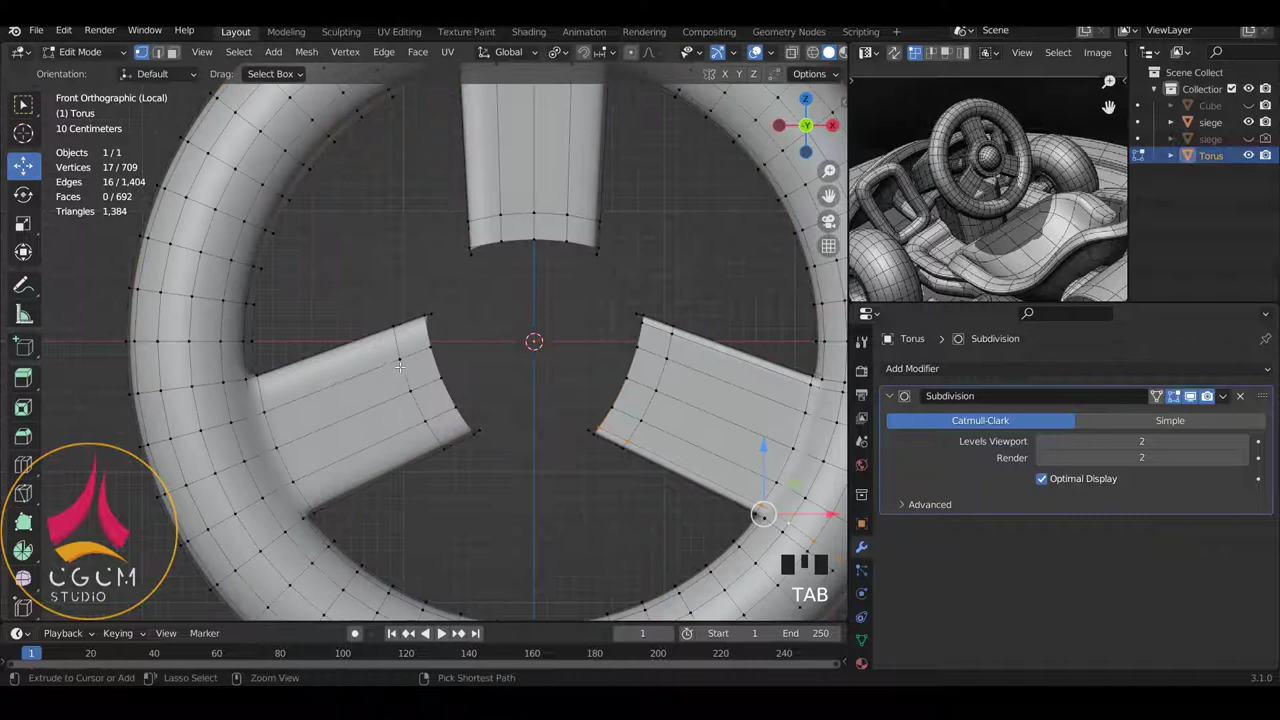 File Edit Render Window Help Layout Modeling Sculpting UV Editing Texture Paint Shading Animation Rendering Compositing Geometry Nodes Scripting Scene ViewLayer
Edit Mode View Select Add Mesh Vertex Edge Face UV Global View Select Image
Orientation: Default Drag: Select Box X Y Z Options
Front Orthographic (Local)
(1) Torus
10 Centimeters
Objects 1 / 1
Vertices 17 / 709
Edges 16 / 1,404
Faces 0 / 692
Triangles 1,384
Z
-Y
X
Scene Collect
Collection
Cube
siege
siege
Torus
Torus Subdivision
Add Modifier
Subdivision
Catmull-Clark Simple
Levels Viewport 2
Render 2
Optimal Display
Advanced
CGCM
STUDIO
TAB
Playback Keying View Marker 1 Start 1 End 250
1 20 40 60 80 100 120 140 160 180 200 220 240
Extrude to Cursor or Add Lasso Select Zoom View Pick Shortest Path 3.1.0